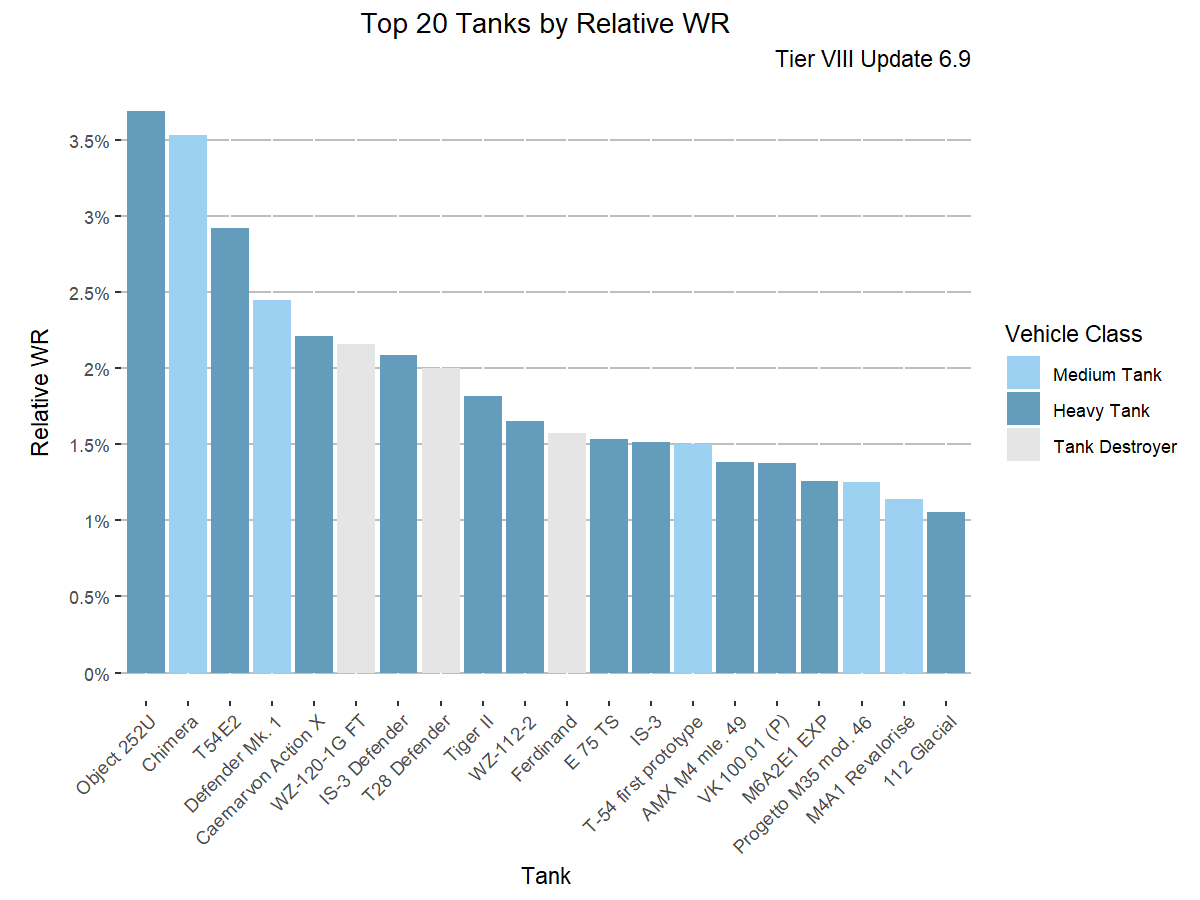 Top 20 Tanks by Relative WR
Tier VIII Update 6.9
3.5%
3%
2.5%
2%
1.5%
1%
0.5%
0%
Relative WR
Object 252U
Chimera
T54E2
Defender Mk. 1
Caernarvon Action X
WZ-120-1G FT
IS-3 Defender
T28 Defender
Tiger II
WZ-112-2
Ferdinand
E 75 TS
IS-3
T-54 first prototype
AMX M4 mle. 49
VK 100.01 (P)
M6A2E1 EXP
Progetto M35 mod. 46
M4A1 Revalorisé
112 Glacial
Tank
Vehicle Class
Medium Tank
Heavy Tank
Tank Destroyer